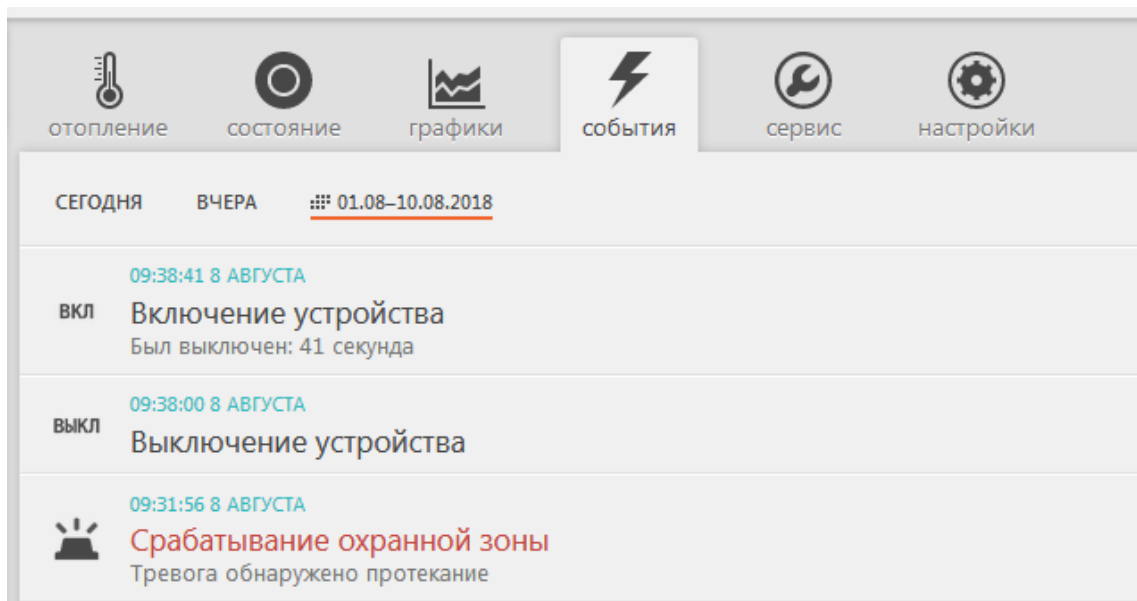 отопление состояние графики события сервис настройки
СЕГОДНЯ ВЧЕРА 01.08–10.08.2018
09:38:41 8 АВГУСТА
ВКЛ Включение устройства
Был выключен: 41 секунда
09:38:00 8 АВГУСТА
ВЫКЛ Выключение устройства
09:31:56 8 АВГУСТА
Срабатывание охранной зоны
Тревога обнаружено протекание